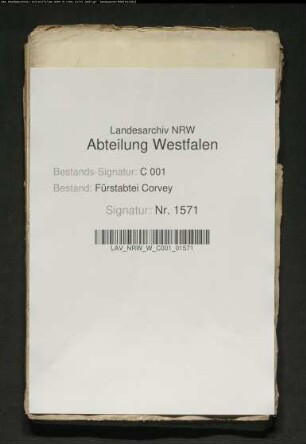 Landesarchiv NRW
Abteilung Westfalen
Bestands-Signatur: C 001
Bestand: Fürstabtei Corvey
Signatur: Nr. 1571
LAV_NRW_W_C001_01571